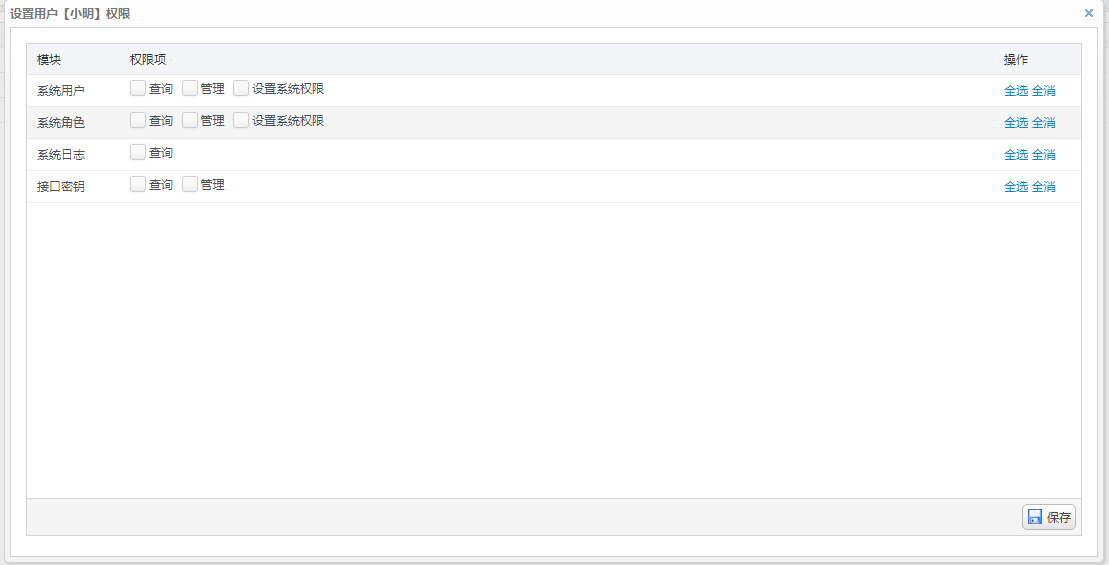 设置用户【小明】权限
模块 权限项 操作
系统用户 查询 管理 设置系统权限 全选 全消
系统角色 查询 管理 设置系统权限 全选 全消
系统日志 查询 全选 全消
接口密钥 查询 管理 全选 全消
保存